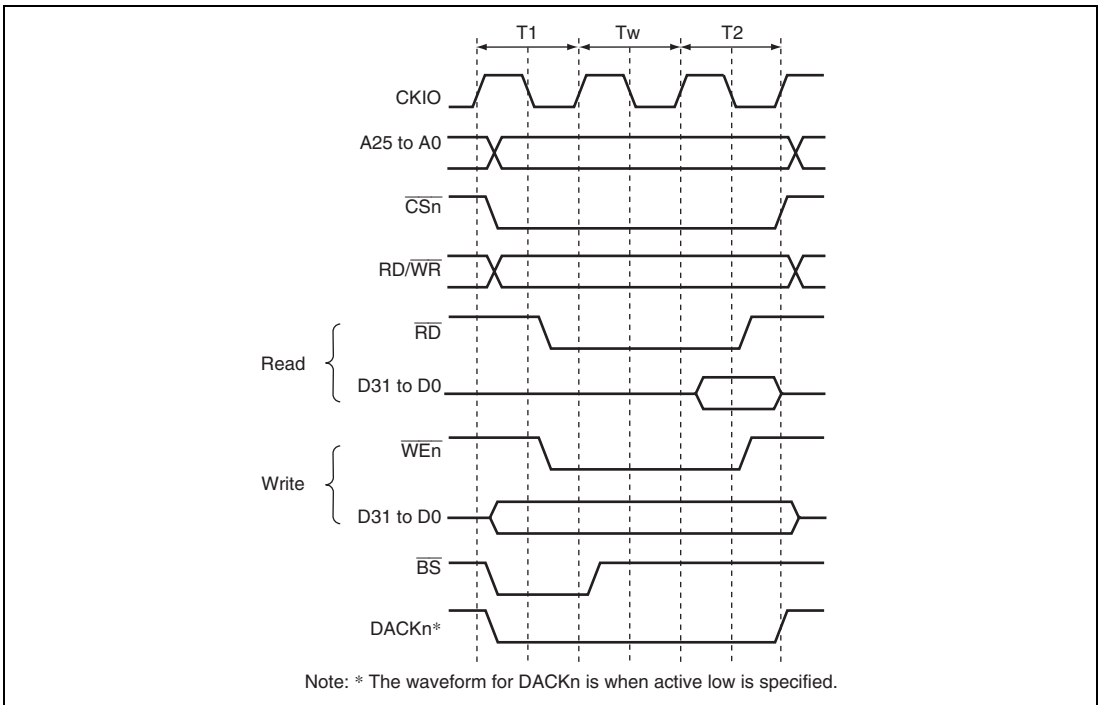 T1 Tw T2
CKIO
A25 to A0
CSn
RD/WR
RD
Read
D31 to D0
WEn
Write
D31 to D0
BS
DACKn*
Note: * The waveform for DACKn is when active low is specified.